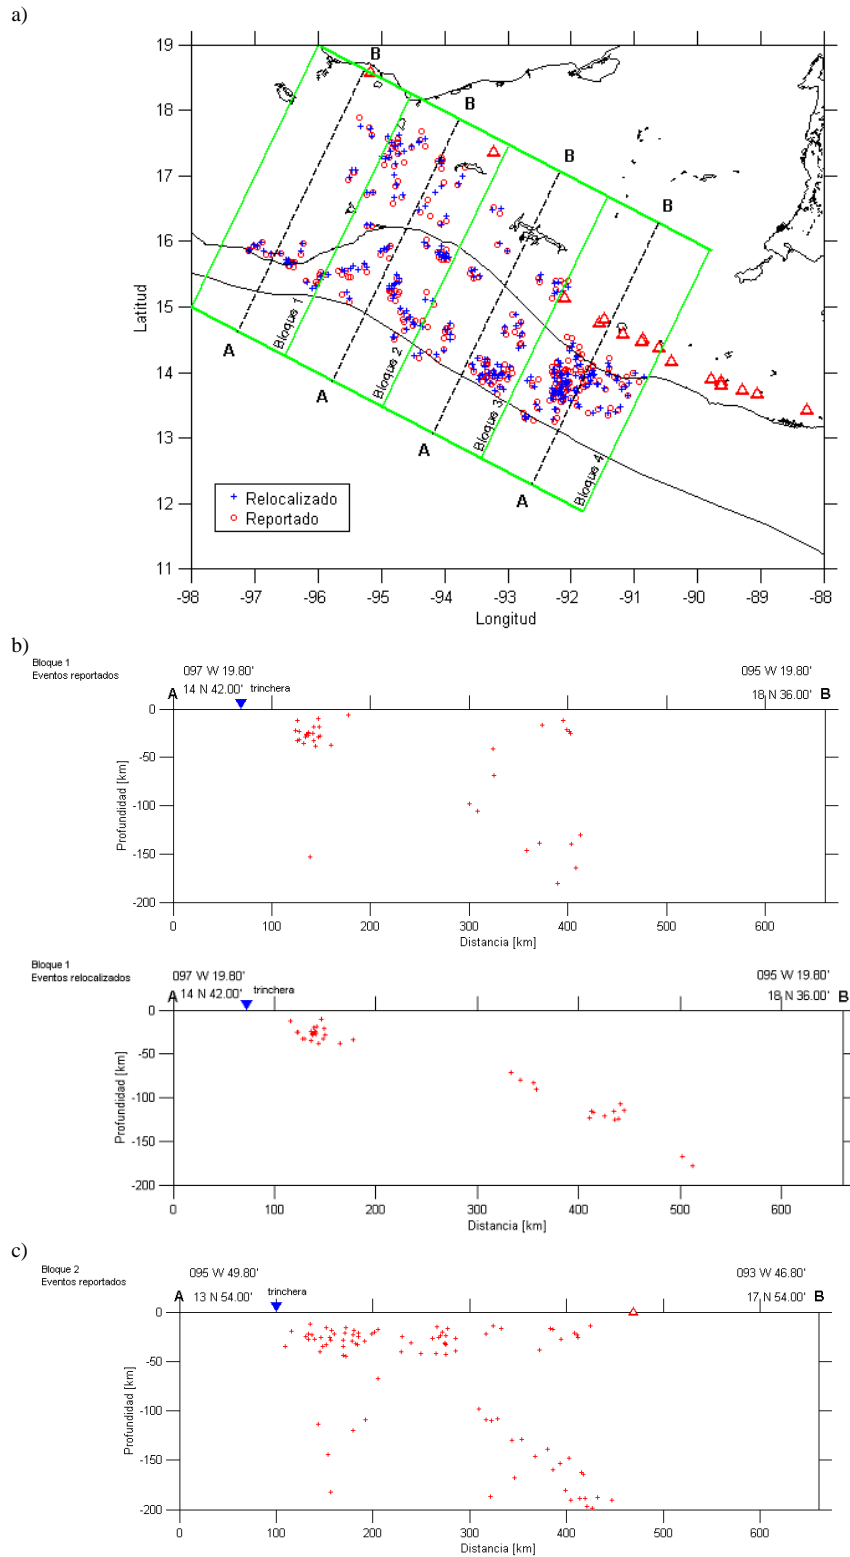 a)
19
18
17
16
15
14
13
12
11
Latitud
B
B
B
B
A
A
A
A
Bloque 1
Bloque 2
Bloque 3
Bloque 4
+ Relocalizado
o Reportado
-98 -97 -96 -95 -94 -93 -92 -91 -90 -89 -88
Longitud
b)
Bloque 1
Eventos reportados
097 W 19.80' 095 W 19.80'
A 14 N 42.00' trinchera 18 N 36.00' B
0
-50
-100
-150
-200
Profundidad [km]
0 100 200 300 400 500 600
Distancia [km]
Bloque 1
Eventos relocalizados
097 W 19.80' 095 W 19.80'
A 14 N 42.00' trinchera 18 N 36.00' B
0
-50
-100
-150
-200
Profundidad [km]
0 100 200 300 400 500 600
Distancia [km]
c)
Bloque 2
Eventos reportados
095 W 49.80' 093 W 46.80'
A 13 N 54.00' trinchera 17 N 54.00' B
0
-50
-100
-150
-200
Profundidad [km]
0 100 200 300 400 500 600
Distancia [km]